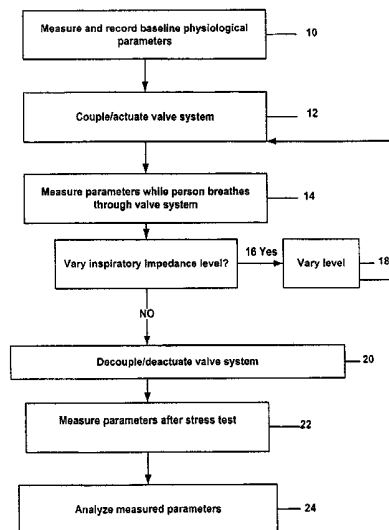 Measure and record baseline physiological
parameters
10
Couple/actuate valve system
12
Measure parameters while person breathes
through valve system
14
Vary inspiratory impedance level?
16 Yes
Vary level
18
NO
Decouple/deactuate valve system
20
Measure parameters after stress test
22
Analyze measured parameters
24